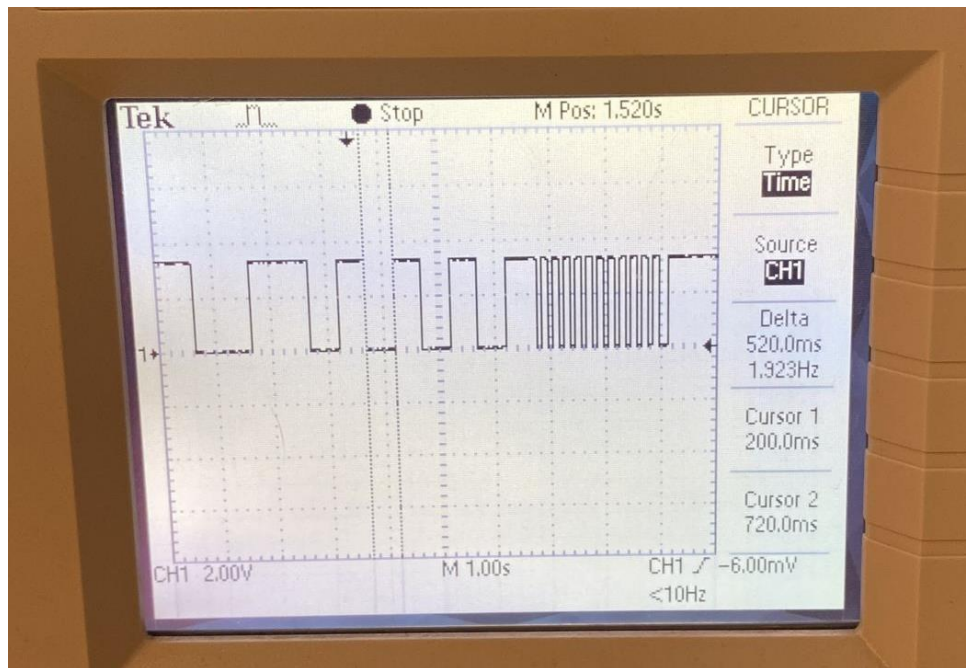 Tek Stop M Pos: 1.520s CURSOR
Type
Time
Source
CH1
Delta
520.0ms
1.923Hz
Cursor 1
200.0ms
Cursor 2
720.0ms
1
CH1 2.00V M 1.00s CH1 -6.00mV
<10Hz